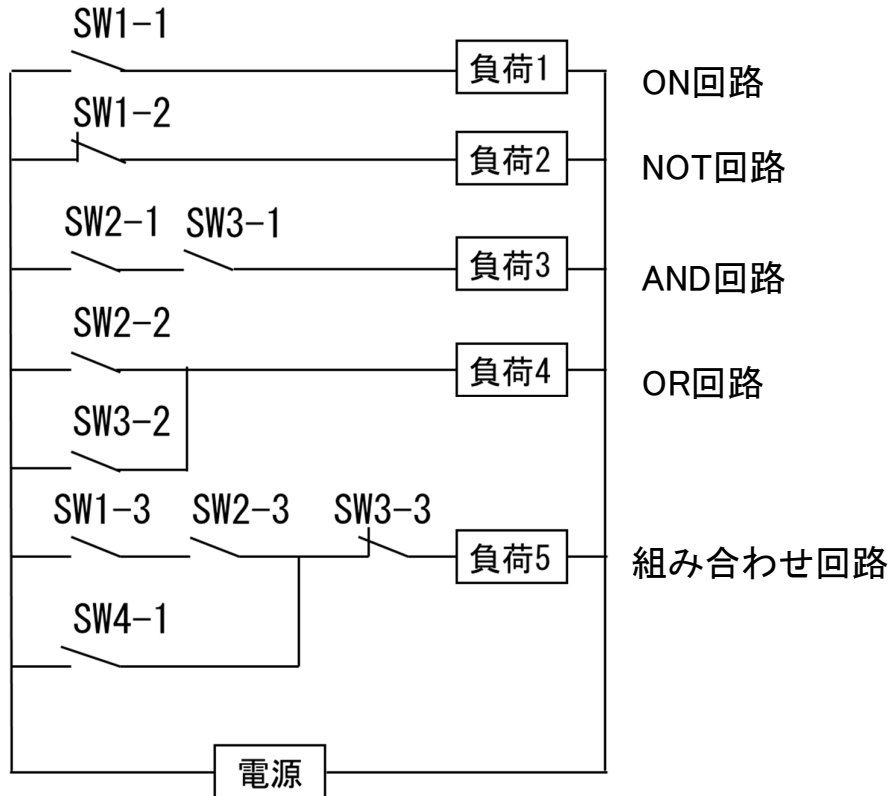 SW1-1
負荷1
ON回路
SW1-2
負荷2
NOT回路
SW2-1 SW3-1
負荷3
AND回路
SW2-2
負荷4
OR回路
SW3-2
SW1-3 SW2-3 SW3-3
負荷5
組み合わせ回路
SW4-1
電源